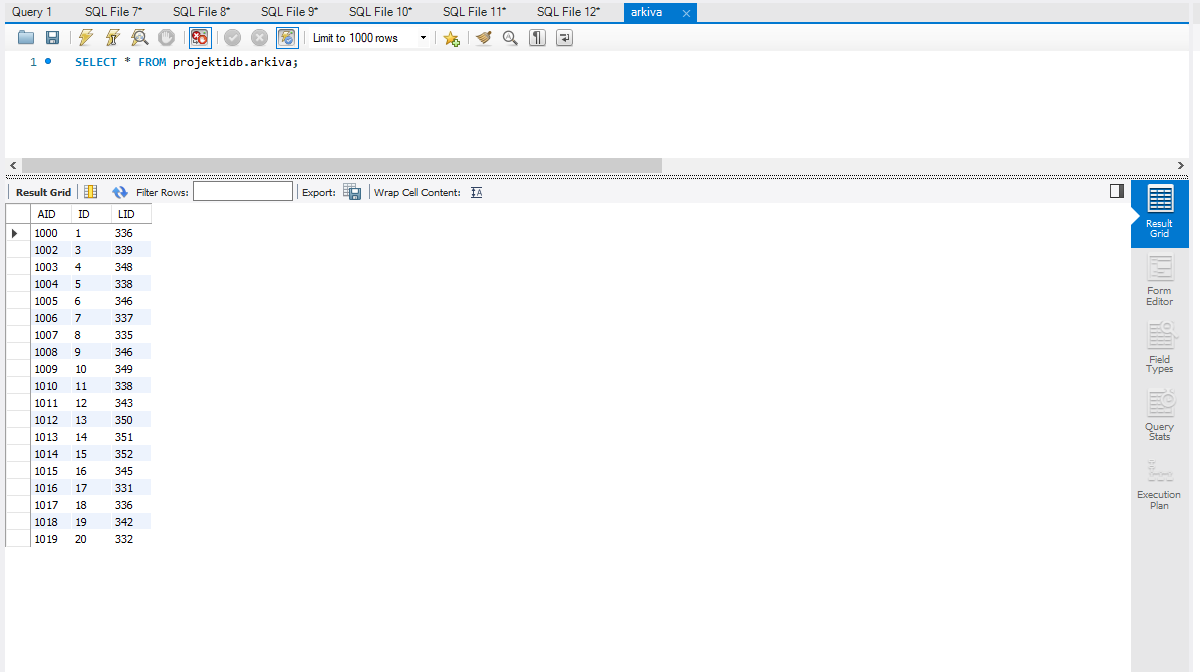 Query 1 SQL File 7* SQL File 8* SQL File 9* SQL File 10* SQL File 11* SQL File 12* arkiva
Limit to 1000 rows
1 SELECT * FROM projektidb.arkiva;
Result Grid Filter Rows: Export: Wrap Cell Content:
AID ID LID
1000 1 336
1002 3 339
1003 4 348
1004 5 338
1005 6 346
1006 7 337
1007 8 335
1008 9 346
1009 10 349
1010 11 338
1011 12 343
1012 13 350
1013 14 351
1014 15 352
1015 16 345
1016 17 331
1017 18 336
1018 19 342
1019 20 332
Result
Grid
Form
Editor
Field
Types
Query
Stats
Execution
Plan